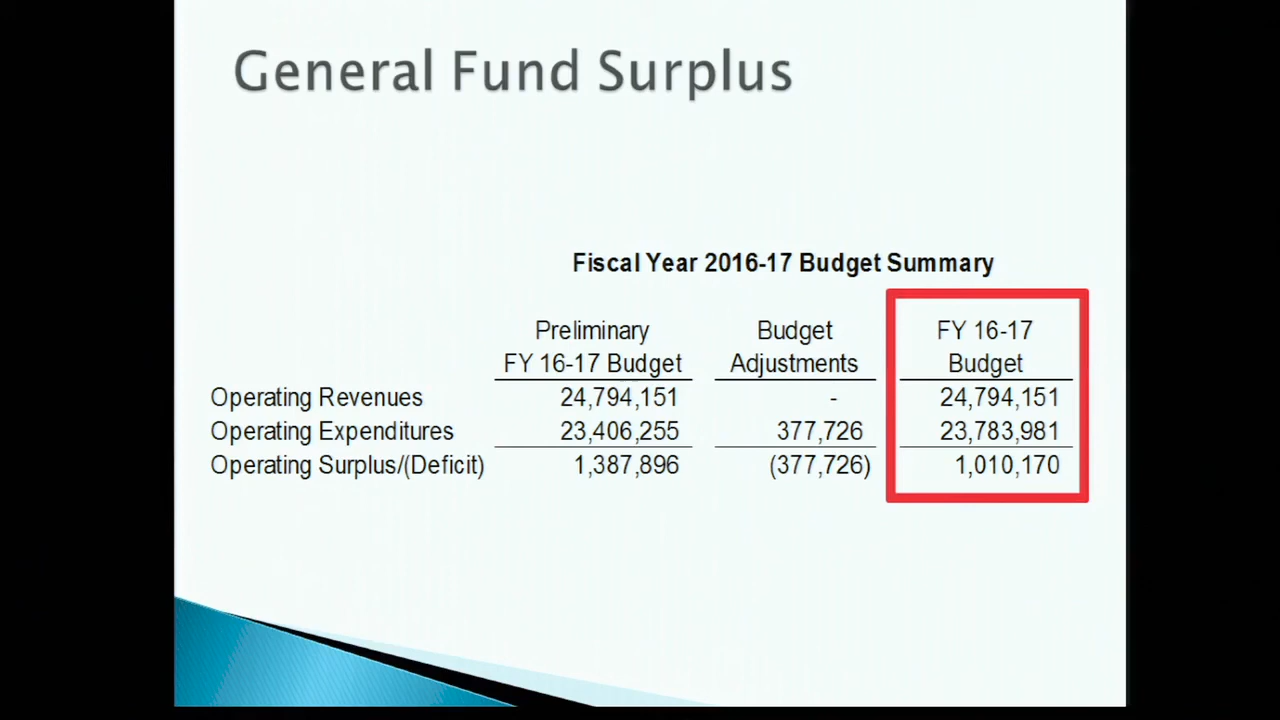 General Fund Surplus
Fiscal Year 2016-17 Budget Summary
Preliminary Budget FY 16-17
FY 16-17 Budget Adjustments Budget
Operating Revenues 24,794,151 - 24,794,151
Operating Expenditures 23,406,255 377,726 23,783,981
Operating Surplus/(Deficit) 1,387,896 (377,726) 1,010,170